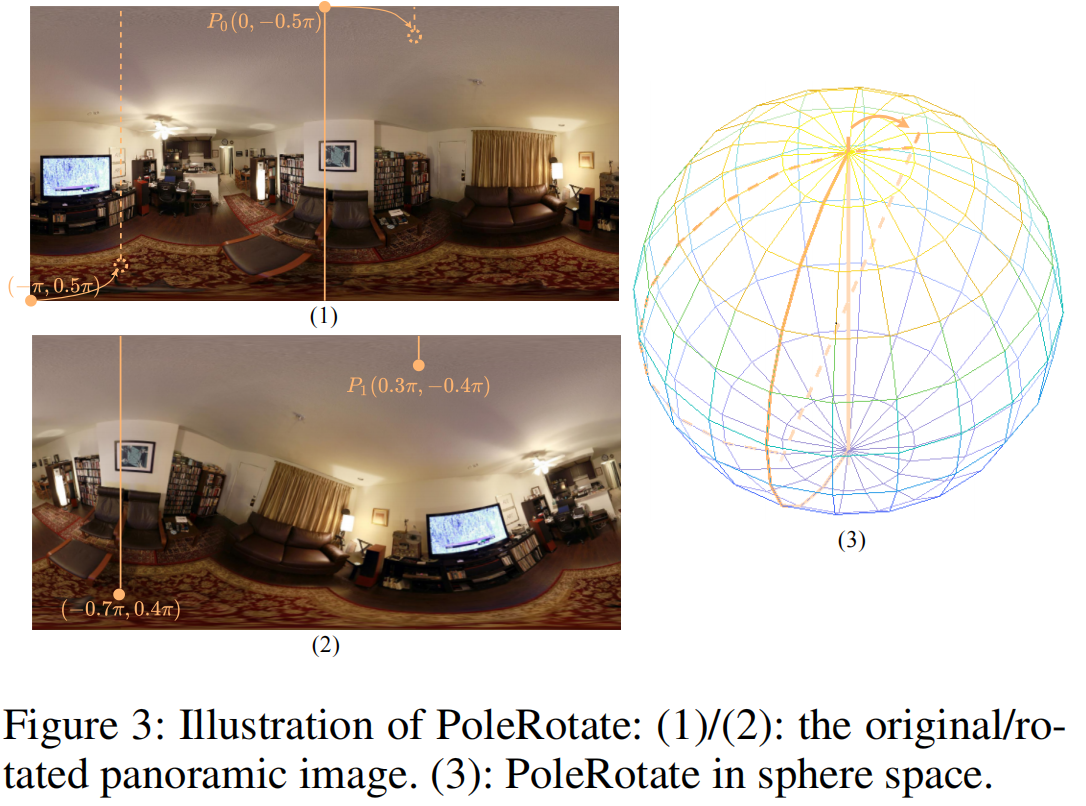 P₀(0, −0.5π)
(−π, 0.5π)
(1)
P₁(0.3π, −0.4π)
(−0.7π, 0.4π)
(2)
(3)
Figure 3: Illustration of PoleRotate: (1)/(2): the original/ro-
tated panoramic image. (3): PoleRotate in sphere space.